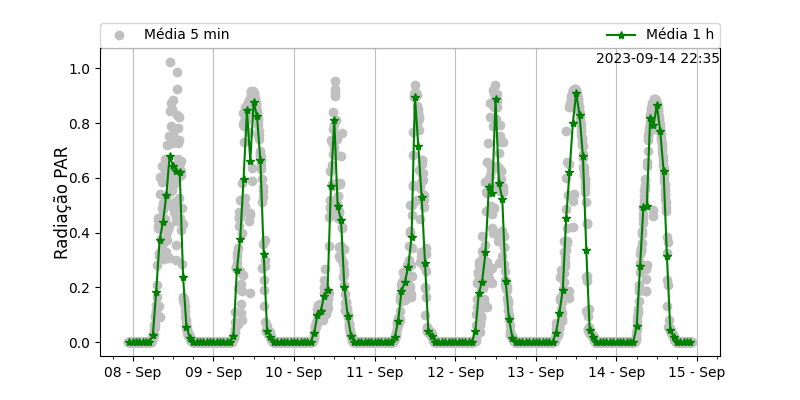 Média 5 min
Média 1 h
2023-09-14 22:35
Radiação PAR
1.0
0.8
0.6
0.4
0.2
0.0
08 - Sep
09 - Sep
10 - Sep
11 - Sep
12 - Sep
13 - Sep
14 - Sep
15 - Sep